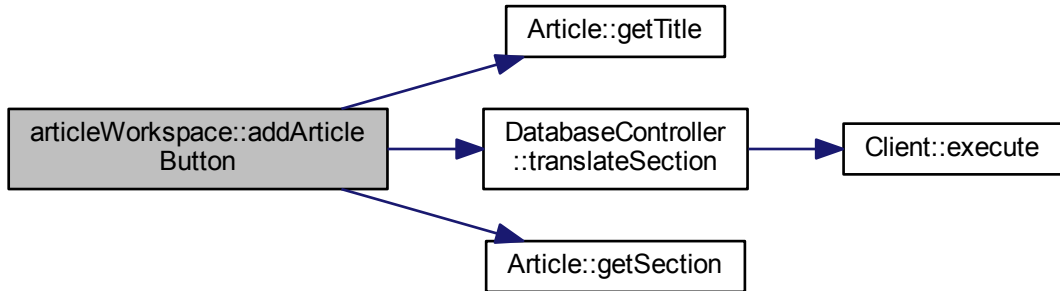 Article::getTitle
articleWorkspace::addArticle
Button
DatabaseController
::translateSection
Client::execute
Article::getSection